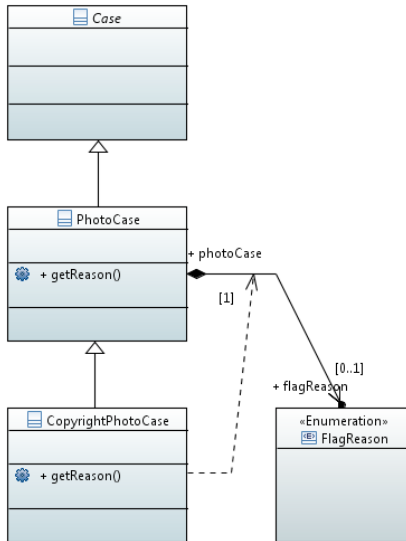 Case
PhotoCase
+ getReason()
+ photoCase
[1]
[0..1]
+ flagReason
CopyrightPhotoCase
+ getReason()
«Enumeration»
<E> FlagReason